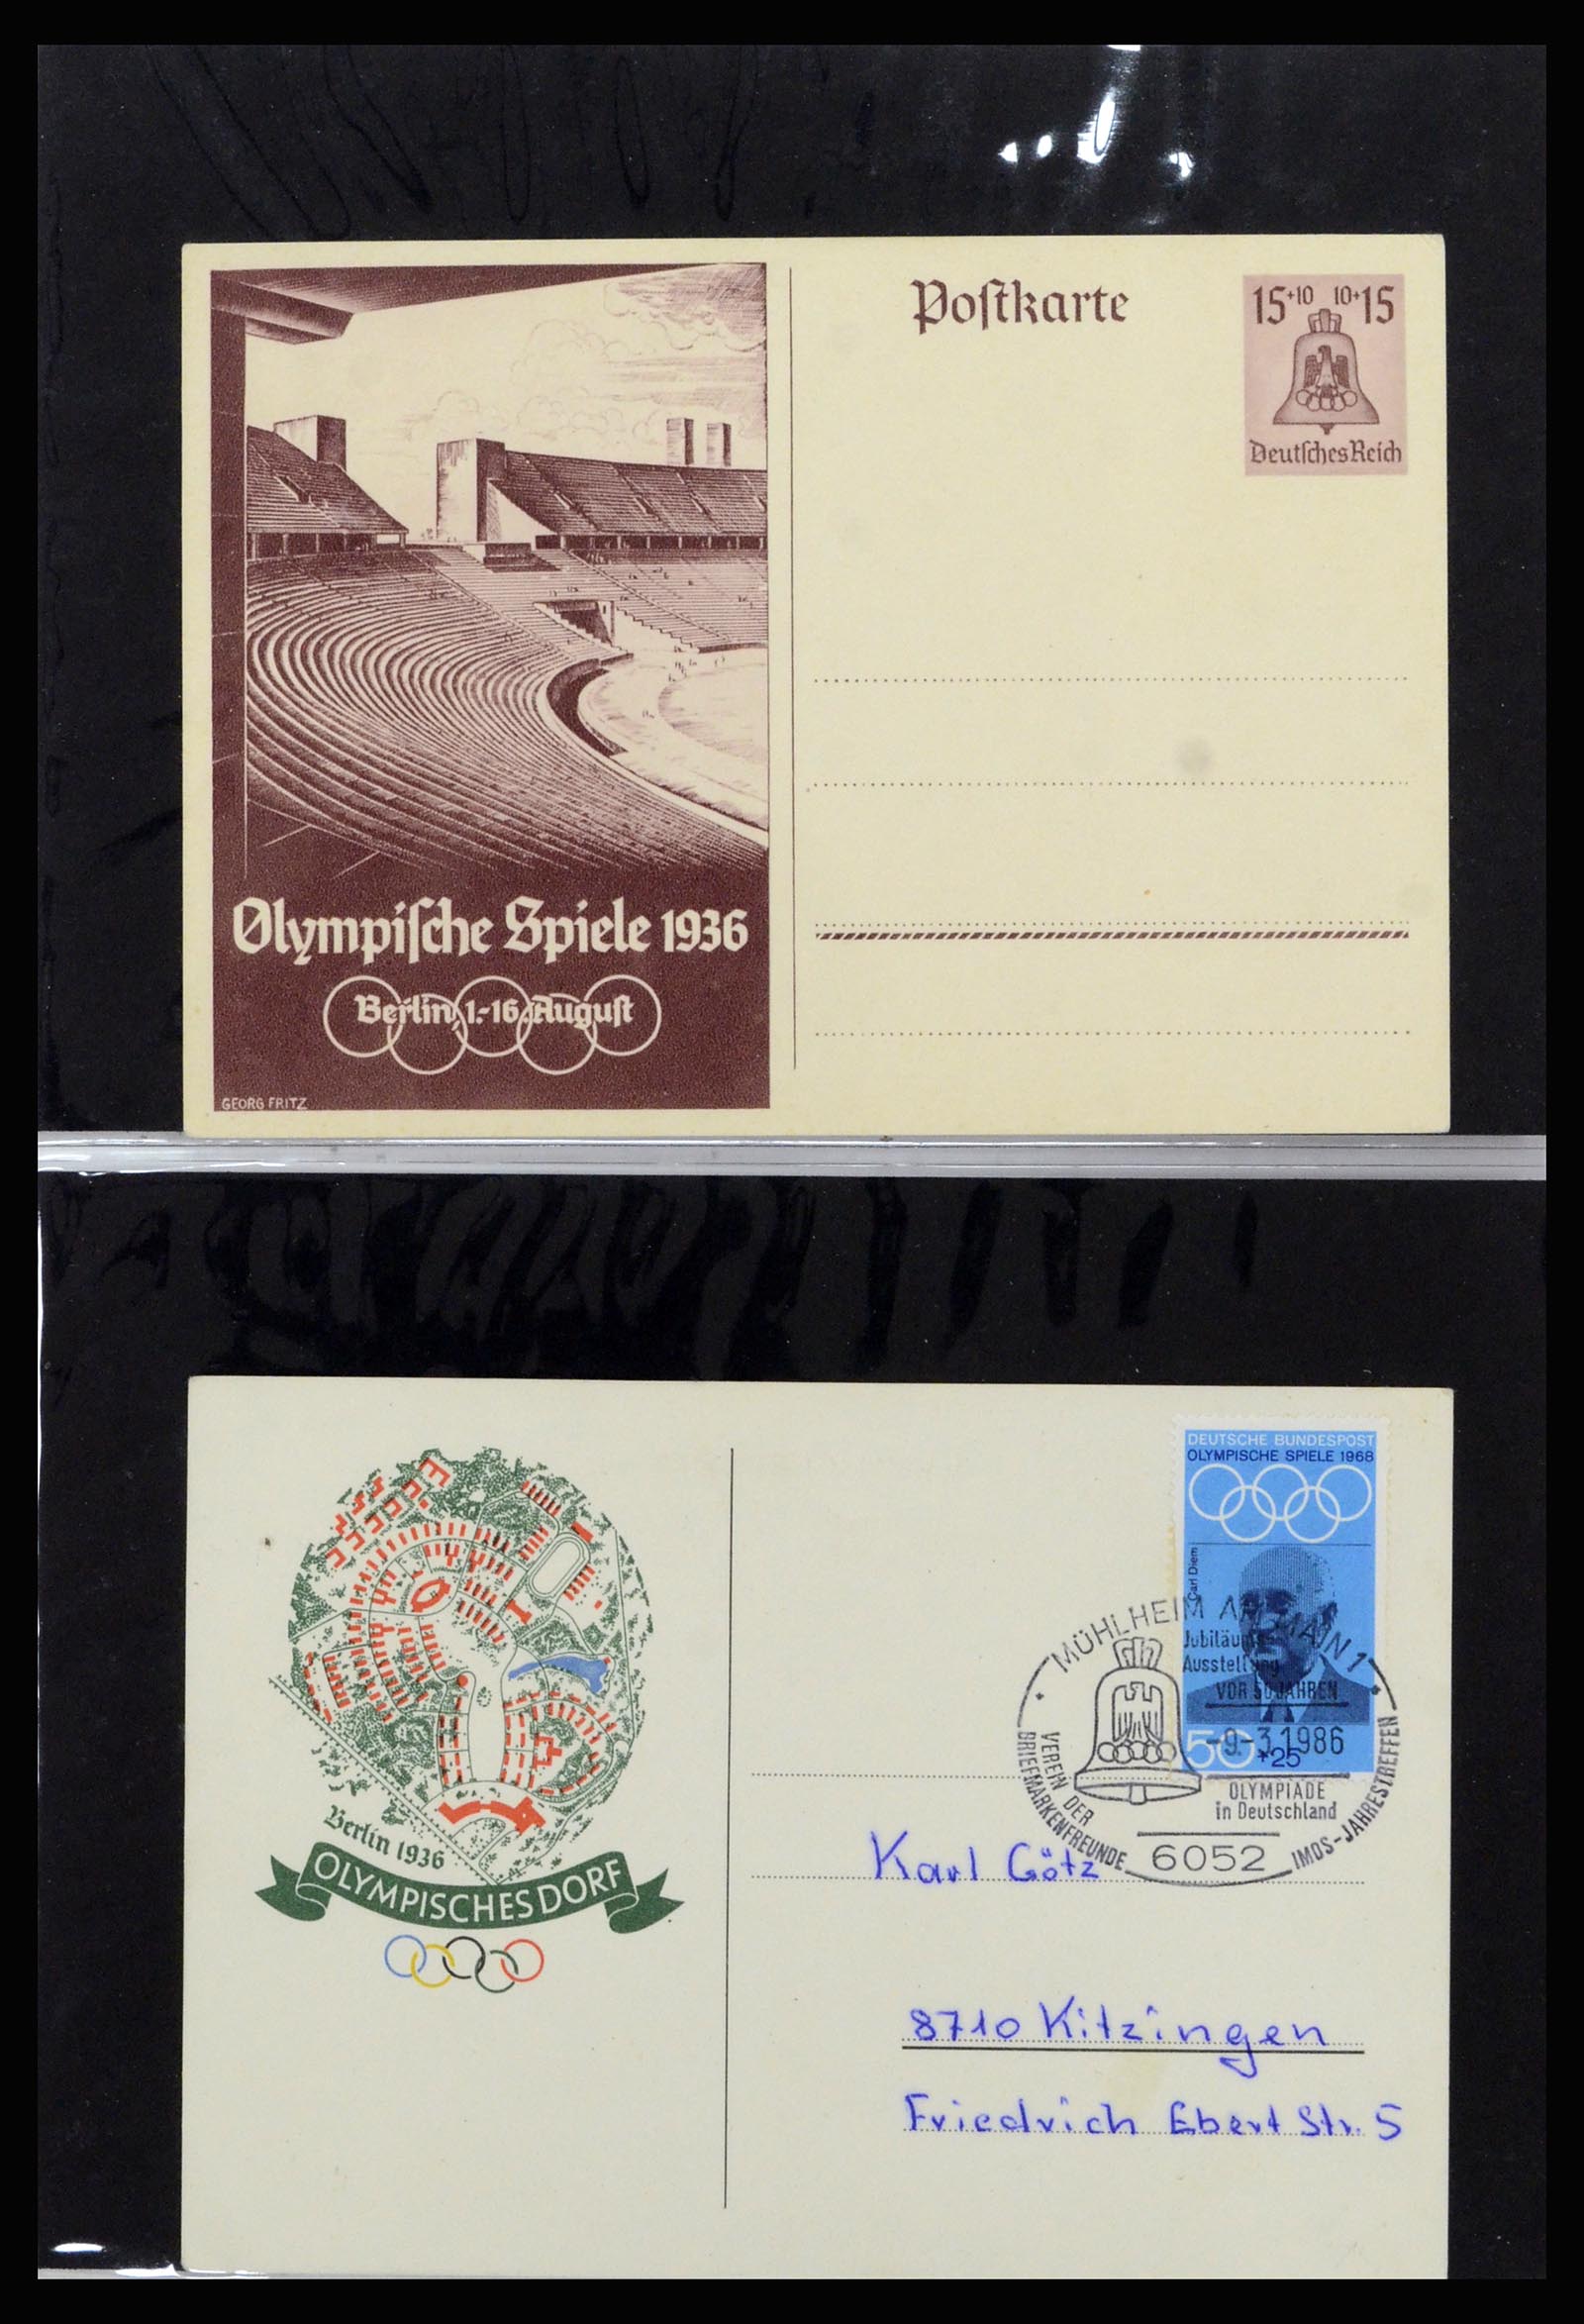 Poſtkarte
15+10 10+15
Deutſches Reich
Olympiſche Spiele 1936
Berlin, 1.-16. Auguſt
GEORG FRITZ
DEUTSCHE BUNDESPOST
OLYMPISCHE SPIELE 1968
Carl Diem
50 +25
MÜHLHEIM AM MAIN 1
Jubiläums-
Ausstellung
VOR 50 JAHREN
-9.-3.1986
OLYMPIADE
in Deutschland
VEREIN DER
BRIEFMARKENFREUNDE
6052
IMOS-JAHRESTREFFEN
Berlin 1936
OLYMPISCHES DORF
Karl Götz
8710 Kitzingen
Friedrich Ebert Str. 5